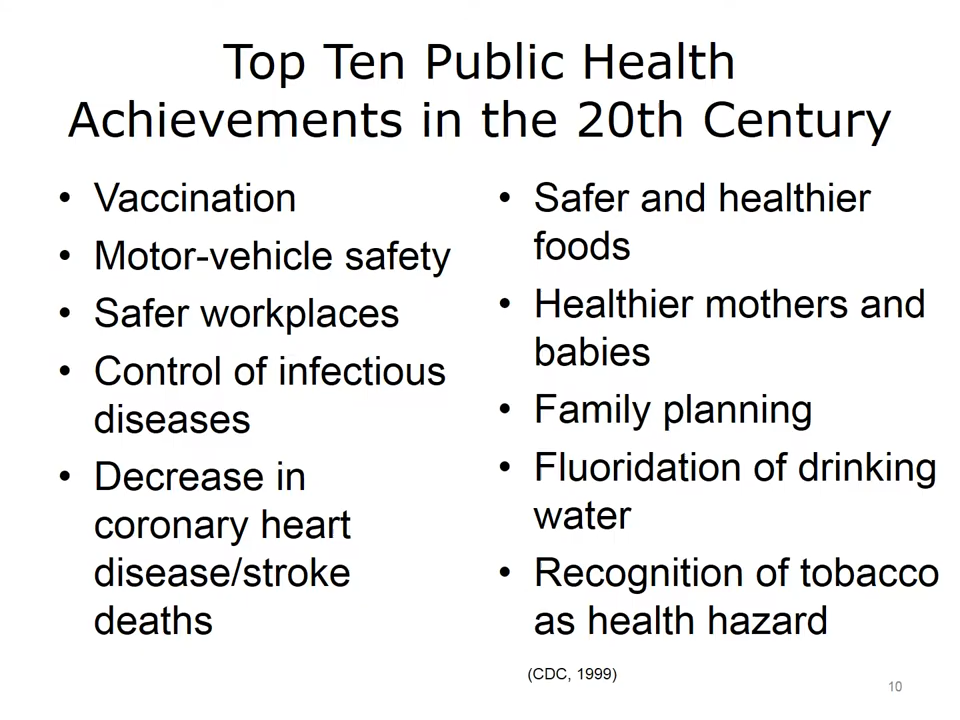 Top Ten Public Health
Achievements in the 20th Century
• Vaccination
• Motor-vehicle safety
• Safer workplaces
• Control of infectious
diseases
• Decrease in
coronary heart
disease/stroke
deaths
• Safer and healthier
foods
• Healthier mothers and
babies
• Family planning
• Fluoridation of drinking
water
• Recognition of tobacco
as health hazard
(CDC, 1999)
10